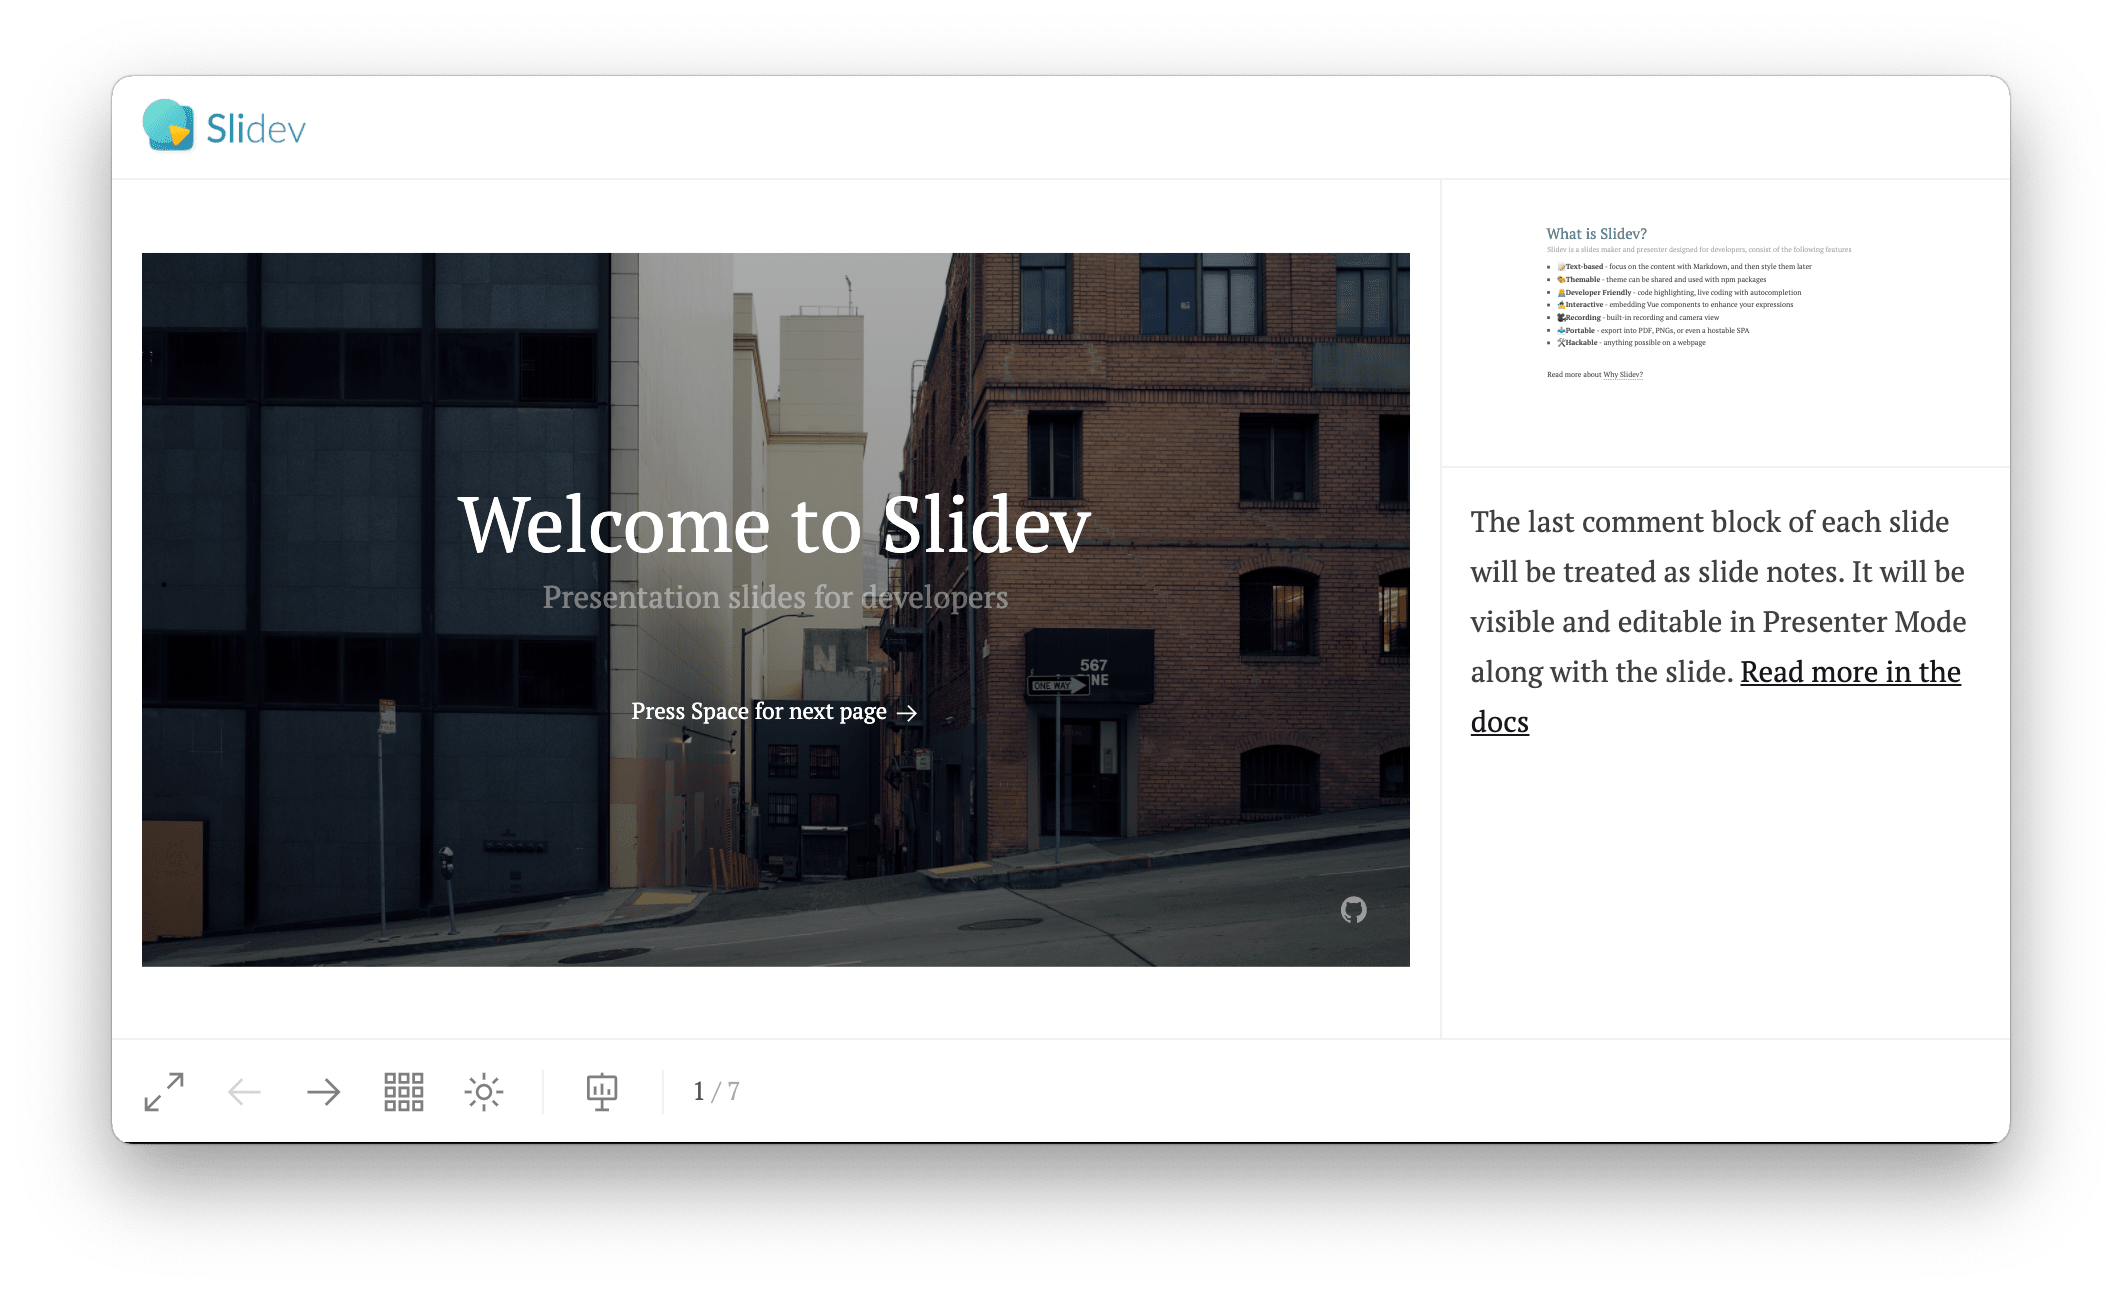 Slidev
Welcome to Slidev
Presentation slides for developers
N
567
NE
ONE WAY
Press Space for next page →
What is Slidev?
Slidev is a slides maker and presenter designed for developers, consist of the following features
📝Text-based - focus on the content with Markdown, and then style them later
🎨Themable - theme can be shared and used with npm packages
🧑‍💻Developer Friendly - code highlighting, live coding with autocompletion
🤹Interactive - embedding Vue components to enhance your expressions
🎥Recording - built-in recording and camera view
📤Portable - export into PDF, PNGs, or even a hostable SPA
🛠Hackable - anything possible on a webpage
Read more about Why Slidev?
The last comment block of each slide
will be treated as slide notes. It will be
visible and editable in Presenter Mode
along with the slide. Read more in the
docs
1 / 7